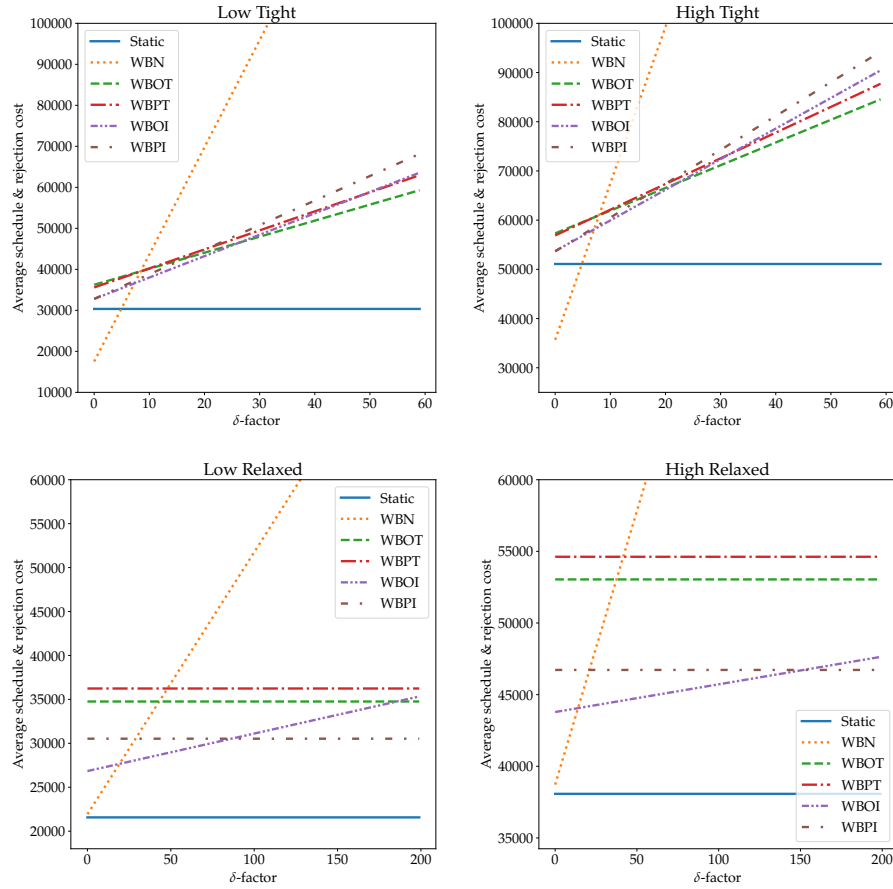 Low Tight
Average schedule & rejection cost
100000
90000
80000
70000
60000
50000
40000
30000
20000
10000
Static
WBN
WBOT
WBPT
WBOI
WBPI
0
10
20
30
40
50
60
δ-factor
High Tight
Average schedule & rejection cost
100000
90000
80000
70000
60000
50000
40000
30000
Static
WBN
WBOT
WBPT
WBOI
WBPI
0
10
20
30
40
50
60
δ-factor
Low Relaxed
Average schedule & rejection cost
60000
55000
50000
45000
40000
35000
30000
25000
20000
Static
WBN
WBOT
WBPT
WBOI
WBPI
0
50
100
150
200
δ-factor
High Relaxed
Average schedule & rejection cost
60000
55000
50000
45000
40000
35000
Static
WBN
WBOT
WBPT
WBOI
WBPI
0
50
100
150
200
δ-factor